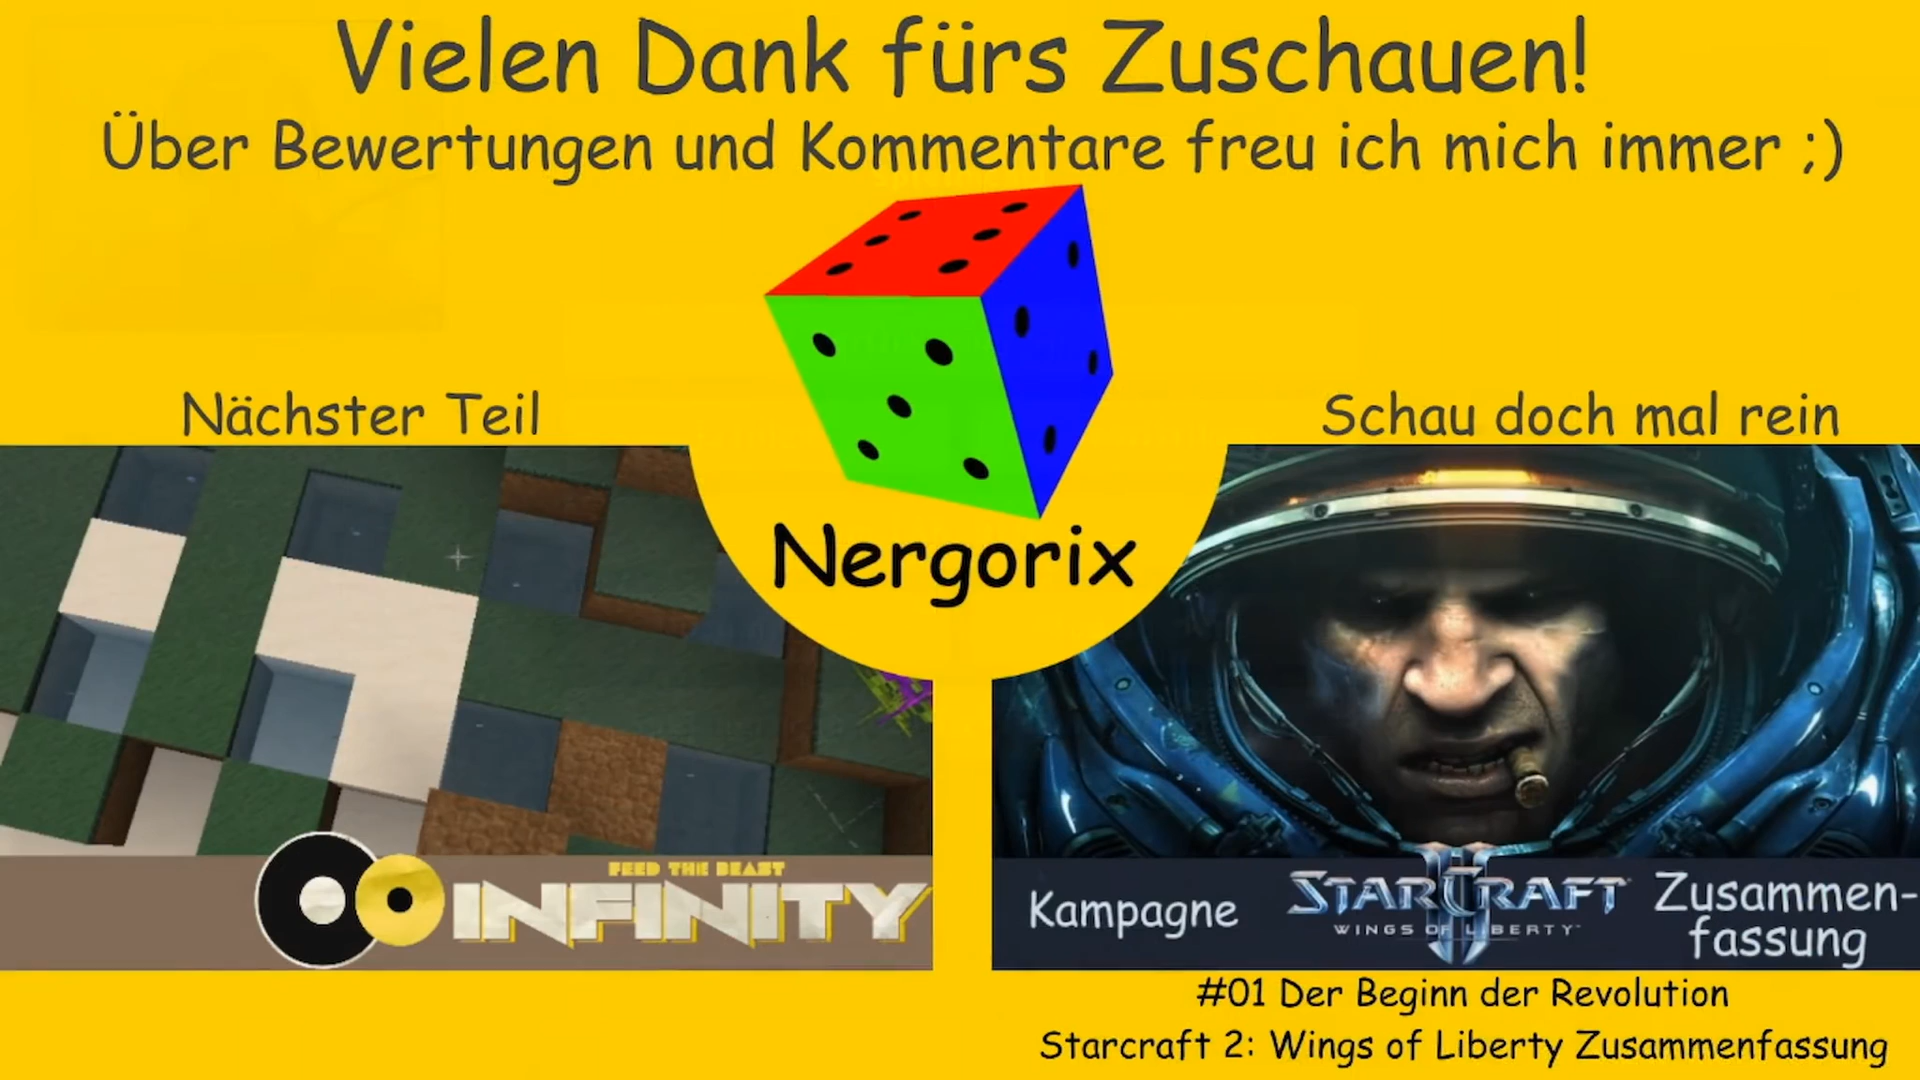 Vielen Dank fürs Zuschauen!
Über Bewertungen und Kommentare freu ich mich immer ;)
Nächster Teil
Schau doch mal rein
Nergorix
FEED THE BEAST
INFINITY
Kampagne
STARCRAFT II
WINGS OF LIBERTY
Zusammen-
fassung
#01 Der Beginn der Revolution
Starcraft 2: Wings of Liberty Zusammenfassung